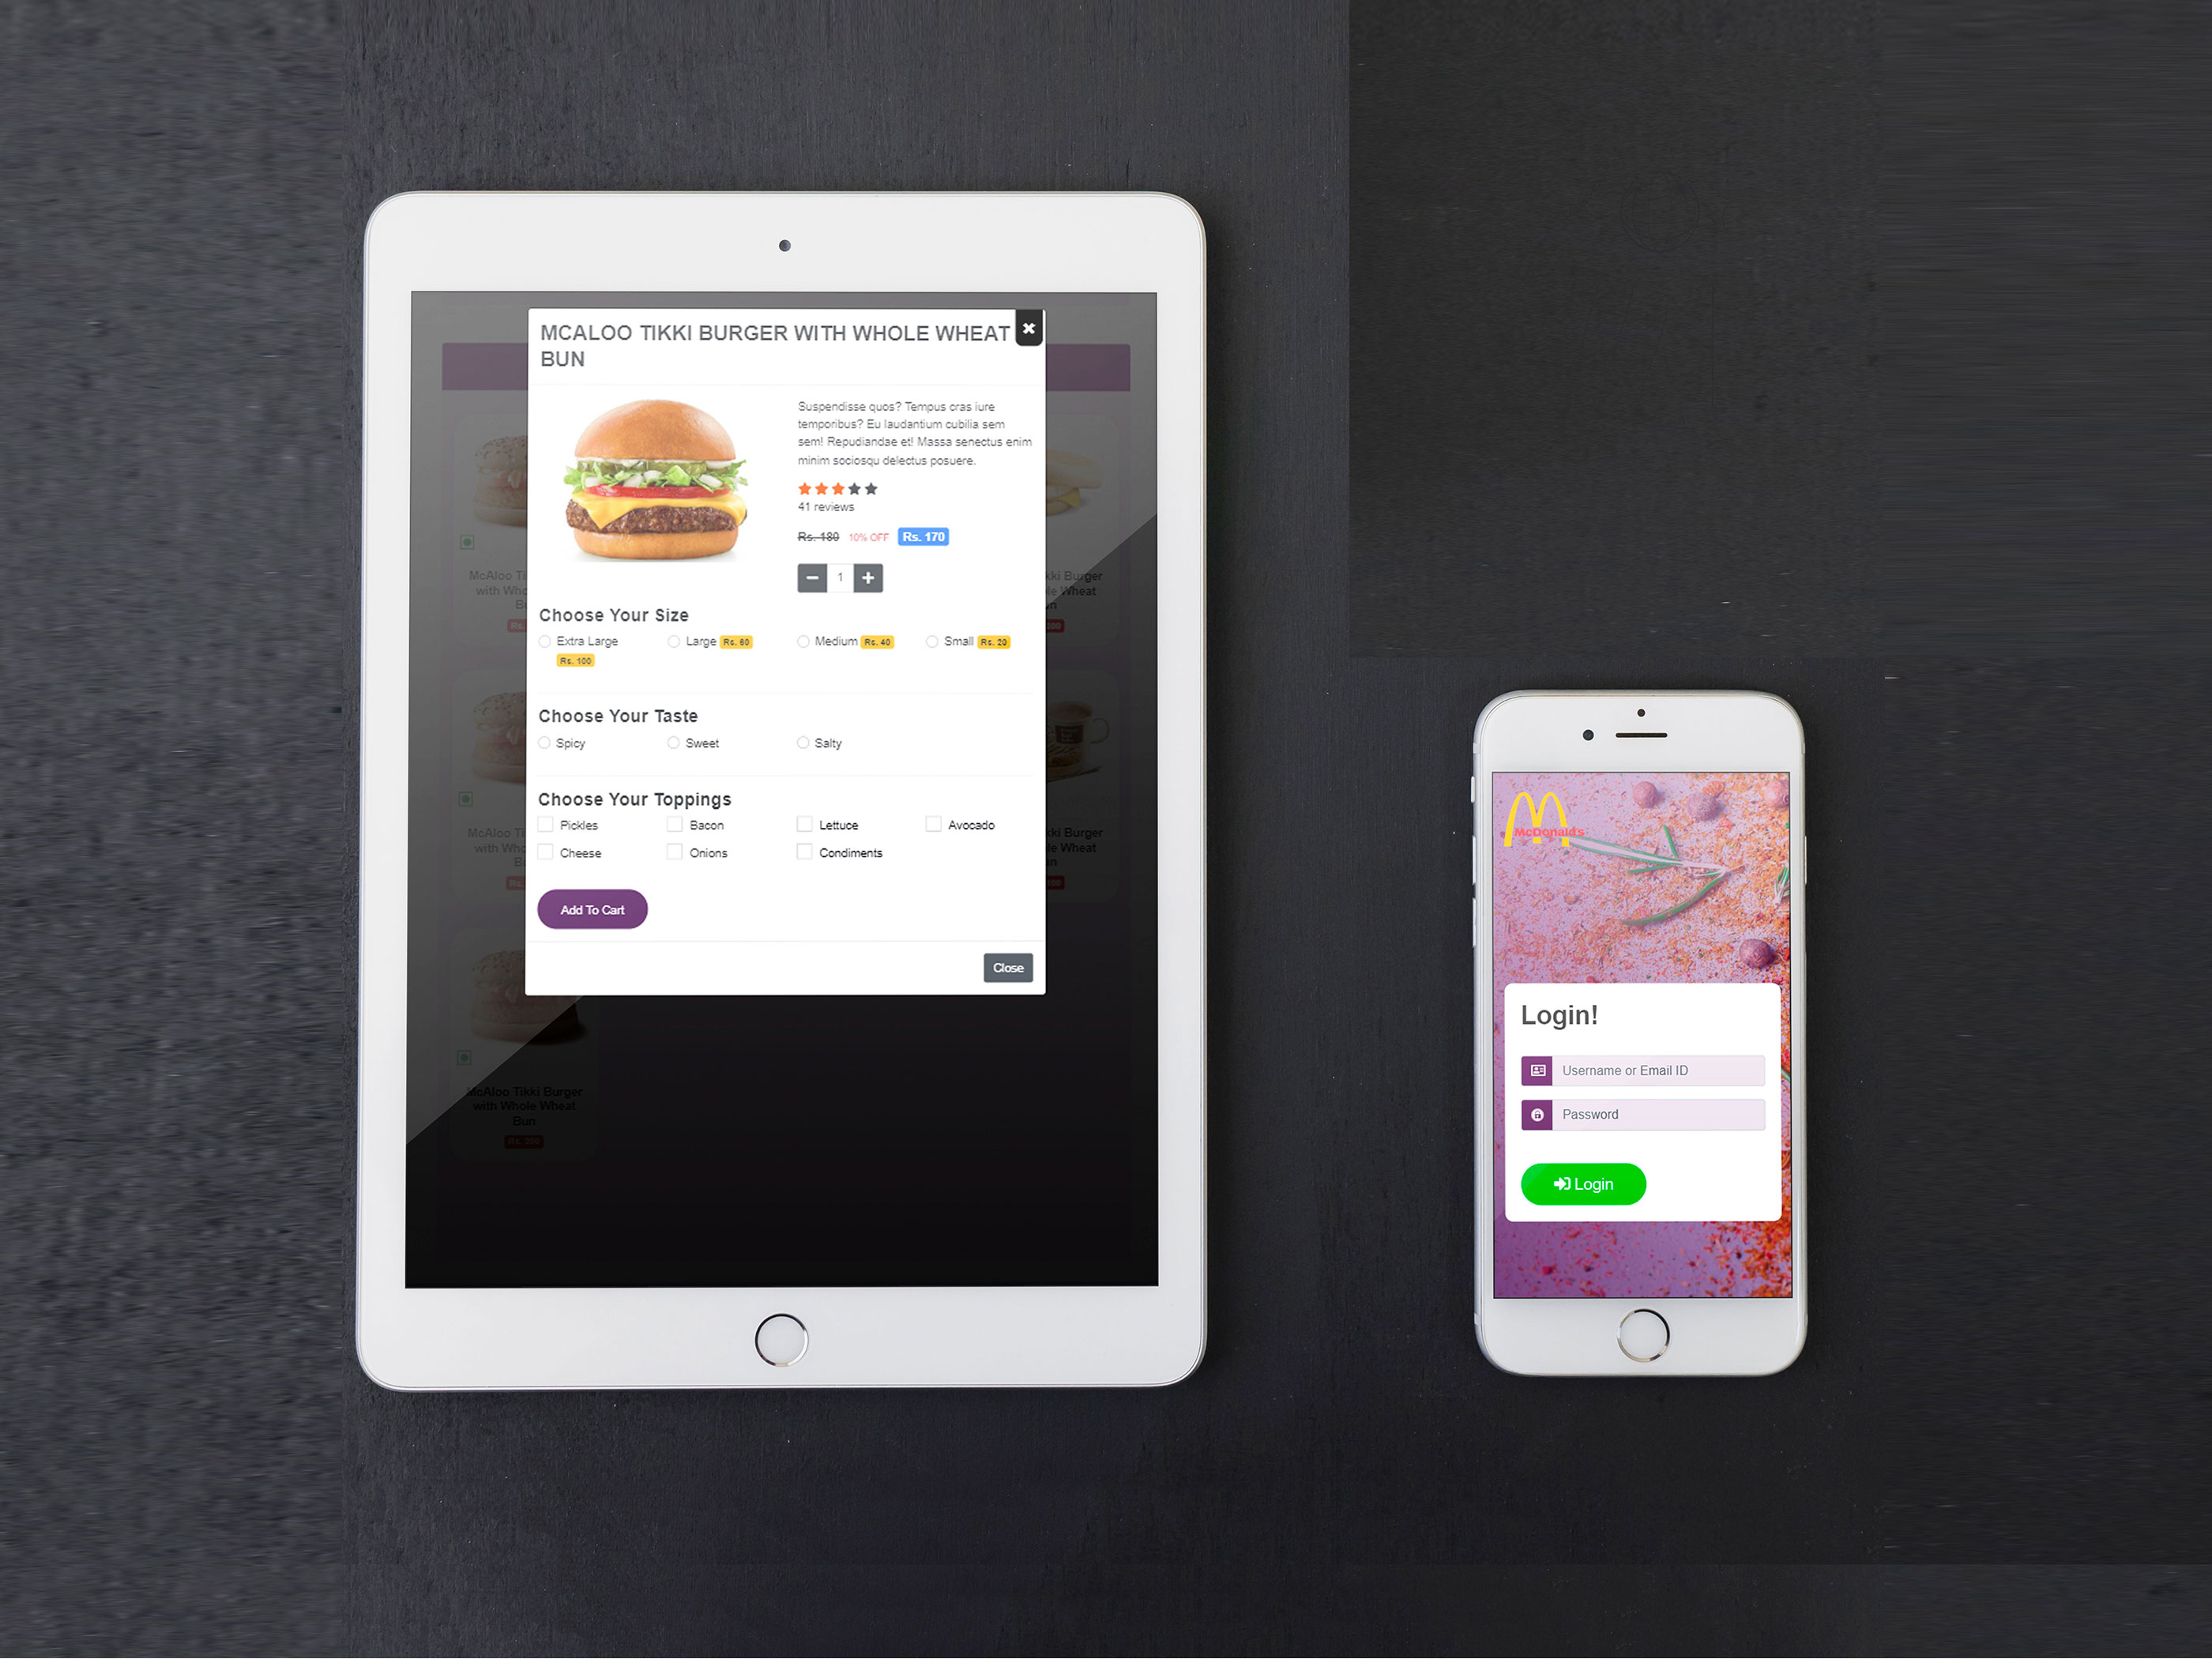 MCALOO TIKKI BURGER WITH WHOLE WHEAT
BUN
Suspendisse quos? Tempus cras iure
temporibus? Eu laudantium cubilia sem
sem! Repudiandae et! Massa senectus enim
minim sociosqu delectus posuere.
41 reviews
Rs. 180 10% OFF Rs. 170
1
Choose Your Size
Extra Large Large Rs. 60 Medium Rs. 40 Small Rs. 20
Rs. 100
Choose Your Taste
Spicy Sweet Salty
Choose Your Toppings
Pickles Bacon Lettuce Avocado
Cheese Onions Condiments
Add To Cart
Close
McAloo Tikki Burger
with Whole Wheat
Bun
McDonald's
Login!
Username or Email ID
Password
Login